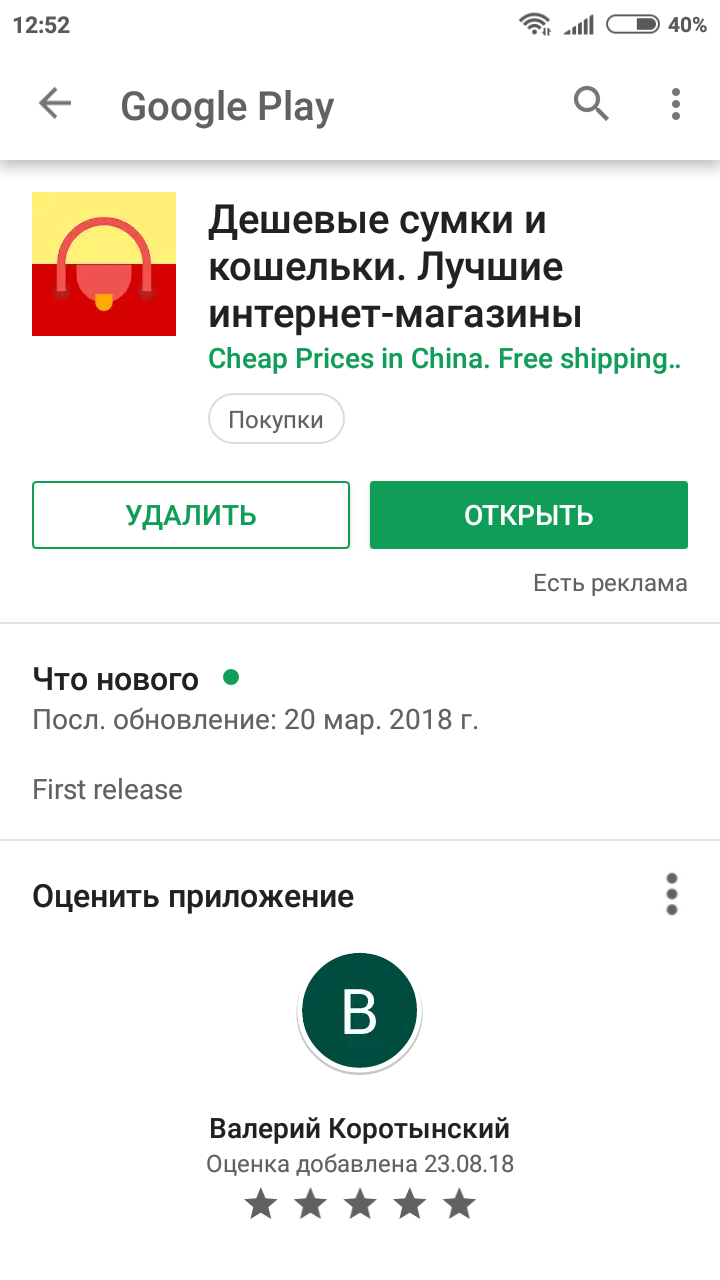 12:52
40%
Google Play
Дешевые сумки и
кошельки. Лучшие
интернет-магазины
Cheap Prices in China. Free shipping..
Покупки
УДАЛИТЬ
ОТКРЫТЬ
Есть реклама
Что нового
Посл. обновление: 20 мар. 2018 г.
First release
Оценить приложение
В
Валерий Коротынский
Оценка добавлена 23.08.18